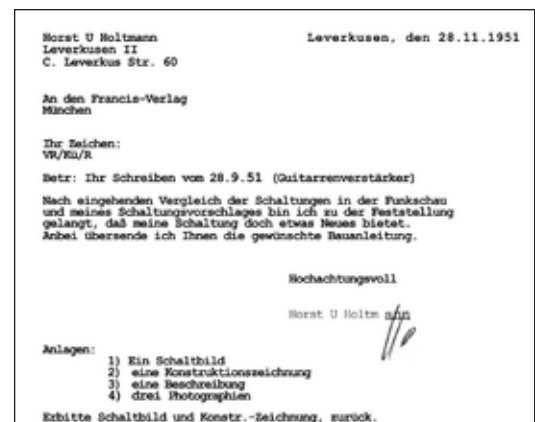 Horst U Holtmann
Leverkusen, den 28.11.1951
Leverkusen II
C. Leverkus Str. 60
An den Francis-Verlag
München
Ihr Zeichen:
VR/Kü/R
Betr: Ihr Schreiben vom 28.9.51 (Guitarrenverstärker)
Nach eingehenden Vergleich der Schaltungen in der Funkschau
und meines Schaltungsvorschlages bin ich zu der Feststellung
gelangt, daß meine Schaltung doch etwas Neues bietet.
Anbei übersende ich Ihnen die gewünschte Bauanleitung.
Hochachtungsvoll
Horst U Holtmann
Anlagen:
1) Ein Schaltbild
2) eine Konstruktionszeichnung
3) eine Beschreibung
4) drei Photographien
Erbitte Schaltbild und Konstr.-Zeichnung, zurück.